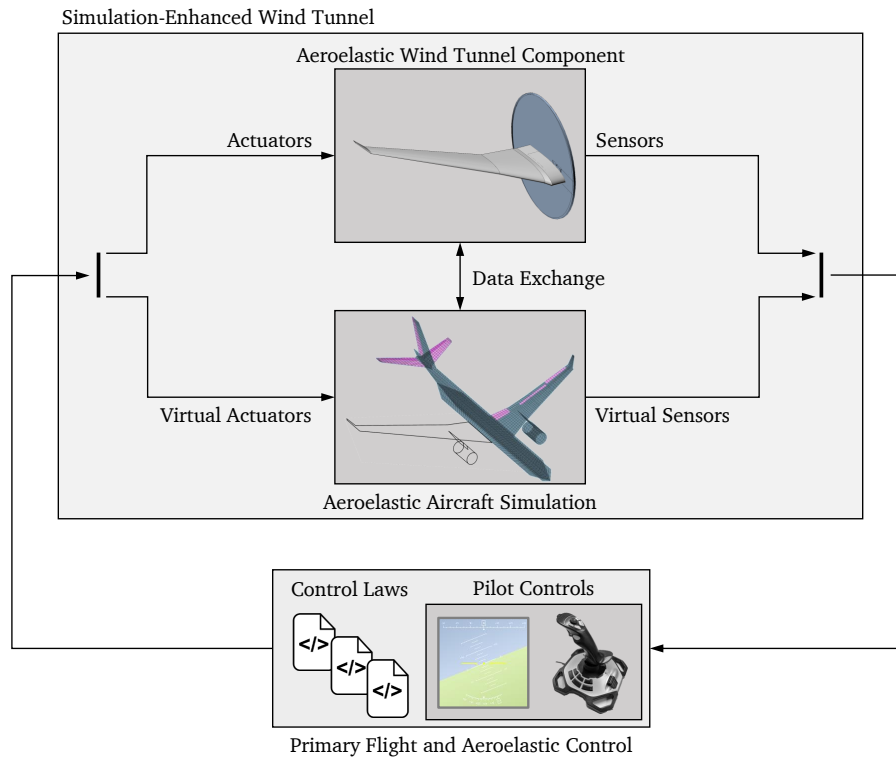 Simulation-Enhanced Wind Tunnel
Aeroelastic Wind Tunnel Component
Actuators
Sensors
Data Exchange
Virtual Actuators
Virtual Sensors
Aeroelastic Aircraft Simulation
Control Laws
Pilot Controls
</>
</>
</>
Primary Flight and Aeroelastic Control